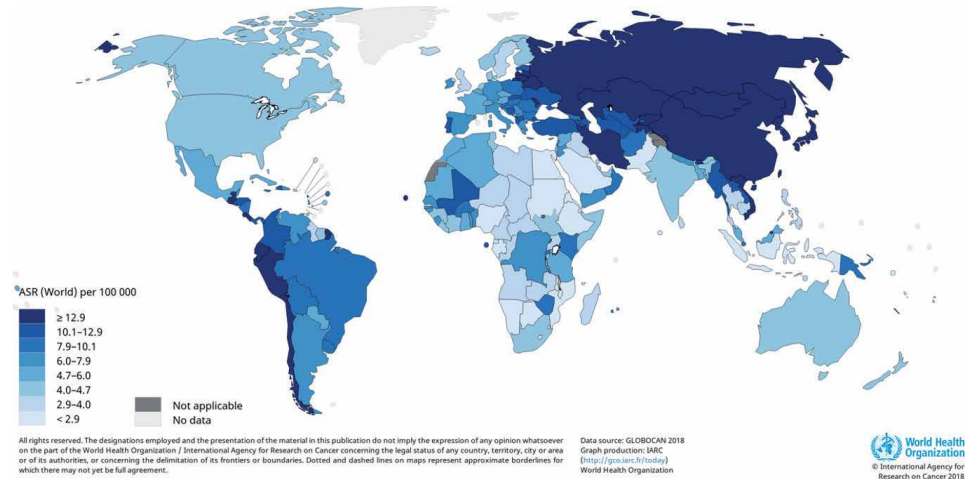 ASR (World) per 100 000
≥ 12.9
10.1–12.9
7.9–10.1
6.0–7.9
4.7–6.0
4.0–4.7
2.9–4.0
< 2.9
Not applicable
No data
All rights reserved. The designations employed and the presentation of the material in this publication do not imply the expression of any opinion whatsoever
on the part of the World Health Organization / International Agency for Research on Cancer concerning the legal status of any country, territory, city or area
or of its authorities, or concerning the delimitation of its frontiers or boundaries. Dotted and dashed lines on maps represent approximate borderlines for
which there may not yet be full agreement.
Data source: GLOBOCAN 2018
Graph production: IARC
(http://gco.iarc.fr/today)
World Health Organization
World Health
Organization
© International Agency for
Research on Cancer 2018